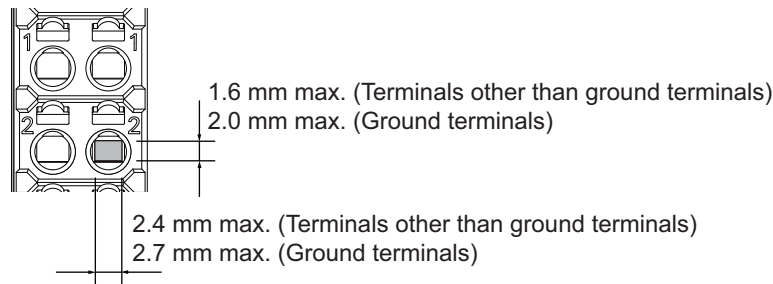 1 1
1.6 mm max. (Terminals other than ground terminals)
2.0 mm max. (Ground terminals)
2 2
2.4 mm max. (Terminals other than ground terminals)
2.7 mm max. (Ground terminals)